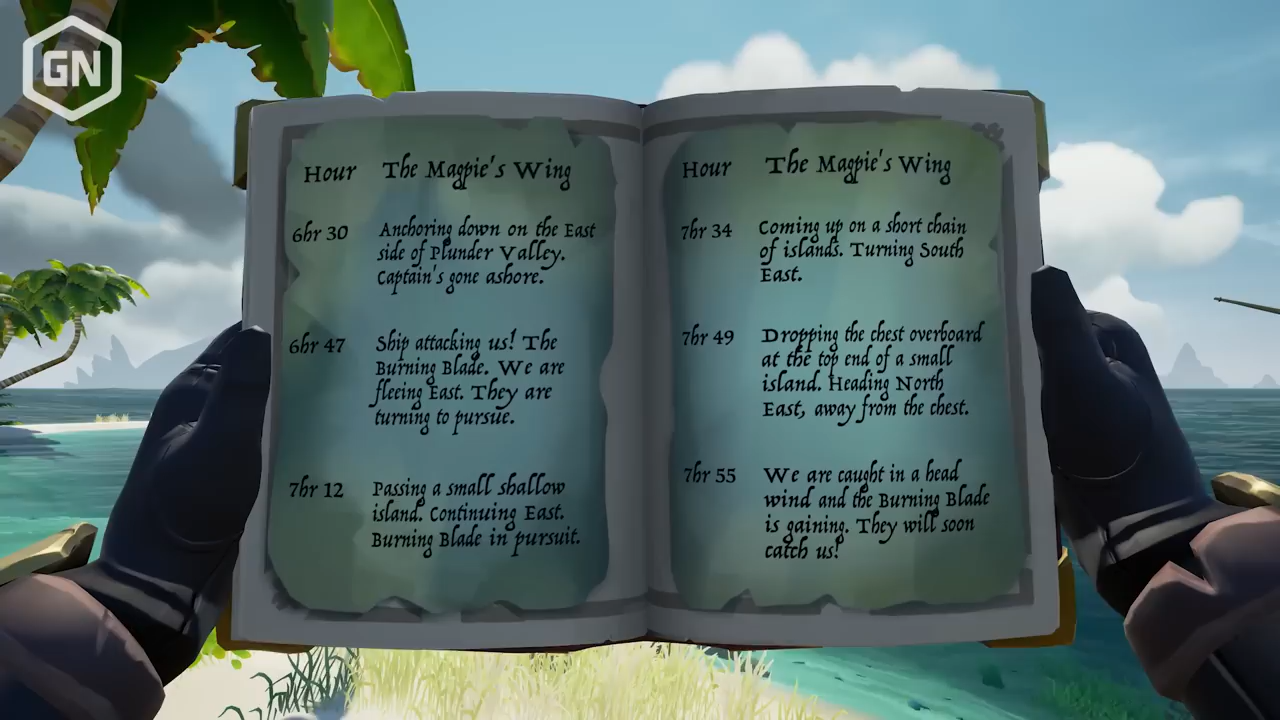 GN
Hour The Magpie's Wing
6hr 30 Anchoring down on the East
side of Plunder Valley.
Captain's gone ashore.
6hr 47 Ship attacking us! The
Burning Blade. We are
fleeing East. They are
turning to pursue.
7hr 12 Passing a small shallow
island. Continuing East.
Burning Blade in pursuit.
Hour The Magpie's Wing
7hr 34 Coming up on a short chain
of islands. Turning South
East.
7hr 49 Dropping the chest overboard
at the top end of a small
island. Heading North
East, away from the chest.
7hr 55 We are caught in a head
wind and the Burning Blade
is gaining. They will soon
catch us!